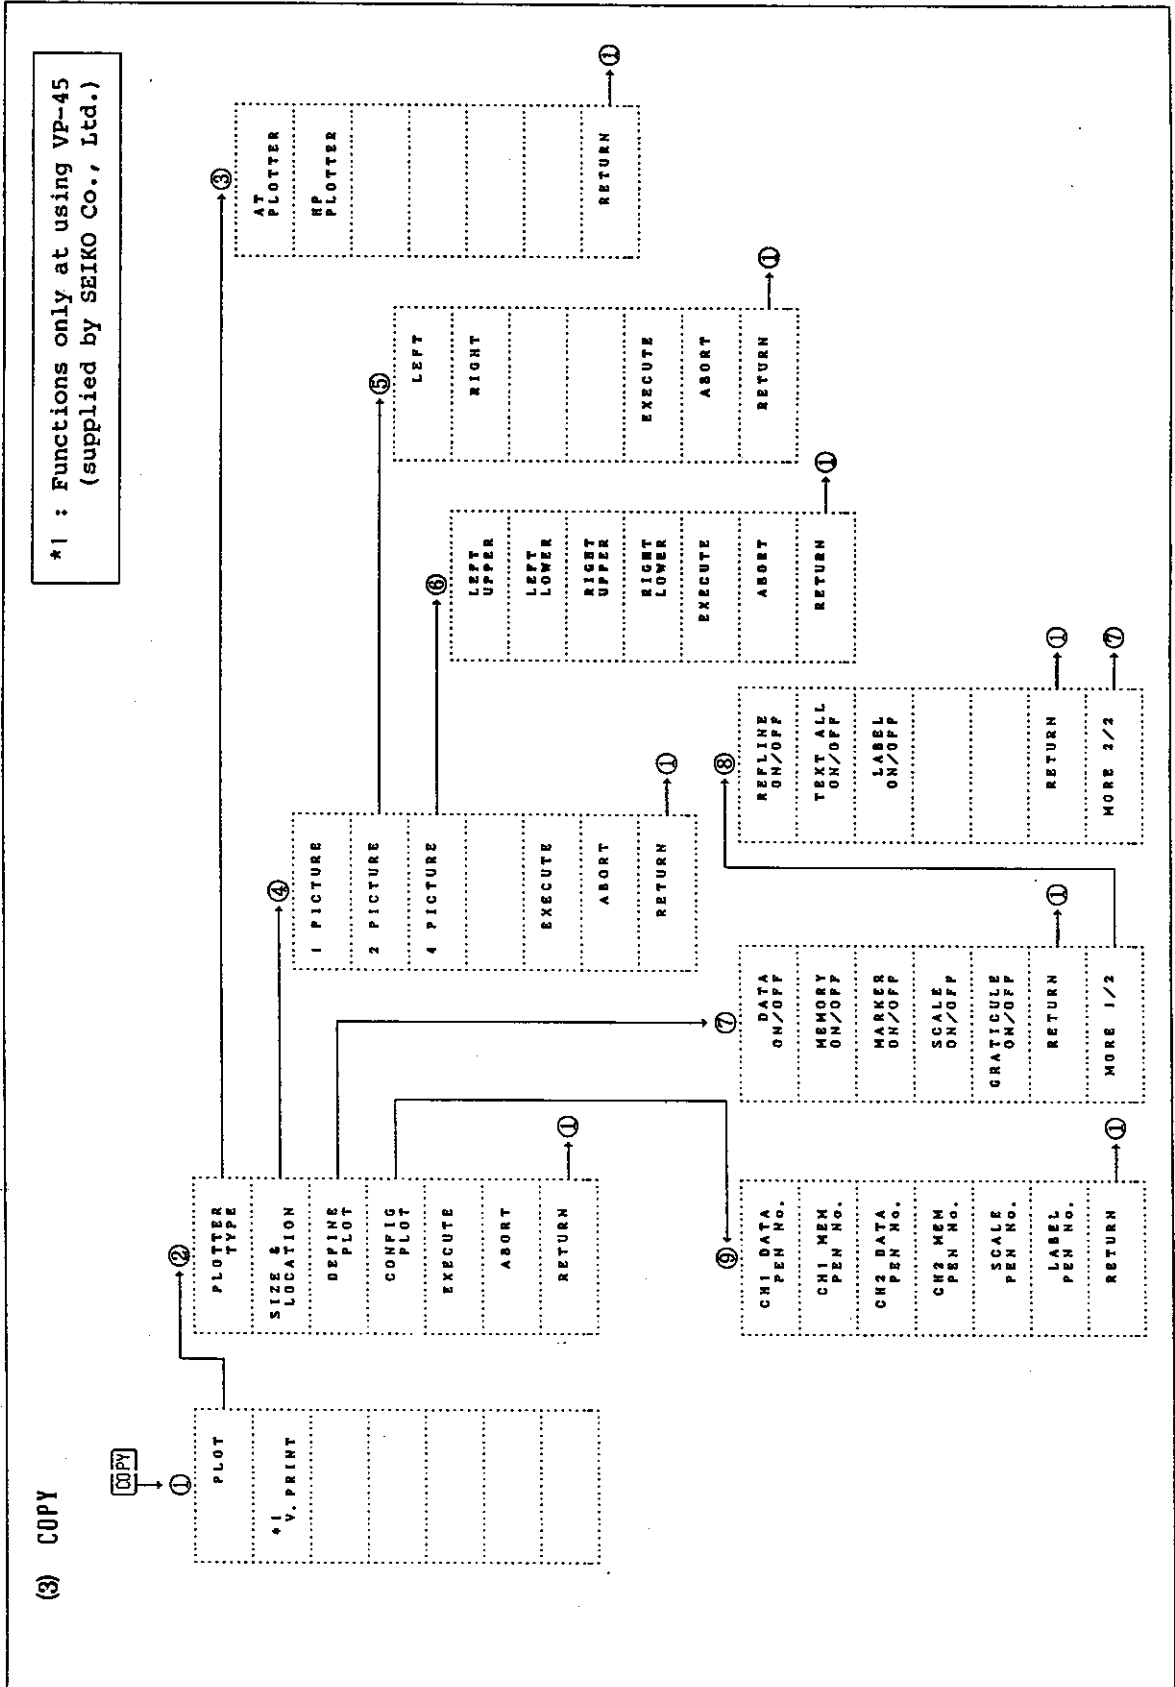 (3) COPY
*1 : Functions only at using VP-45
(supplied by SEIKO Co., Ltd.)
COPY
①
PLOT
*1
V.PRINT
②
PLOTTER
TYPE
SIZE &
LOCATION
DEFINE
PLOT
CONFIG
PLOT
EXECUTE
ABORT
RETURN
①
③
AT
PLOTTER
HP
PLOTTER
RETURN
①
④
1 PICTURE
2 PICTURE
4 PICTURE
EXECUTE
ABORT
RETURN
①
⑤
LEFT
RIGHT
EXECUTE
ABORT
RETURN
①
⑥
LEFT
UPPER
LEFT
LOWER
RIGHT
UPPER
RIGHT
LOWER
EXECUTE
ABORT
RETURN
①
⑦
DATA
ON/OFF
MEMORY
ON/OFF
MARKER
ON/OFF
SCALE
ON/OFF
GRATICULE
ON/OFF
RETURN
①
MORE 1/2
⑧
REFLINE
ON/OFF
TEXT ALL
ON/OFF
LABEL
ON/OFF
RETURN
①
MORE 2/2
⑦
⑨
CH1 DATA
PEN No.
CH1 MEM
PEN No.
CH2 DATA
PEN No.
CH2 MEM
PEN No.
SCALE
PEN No.
LABEL
PEN No.
RETURN
①